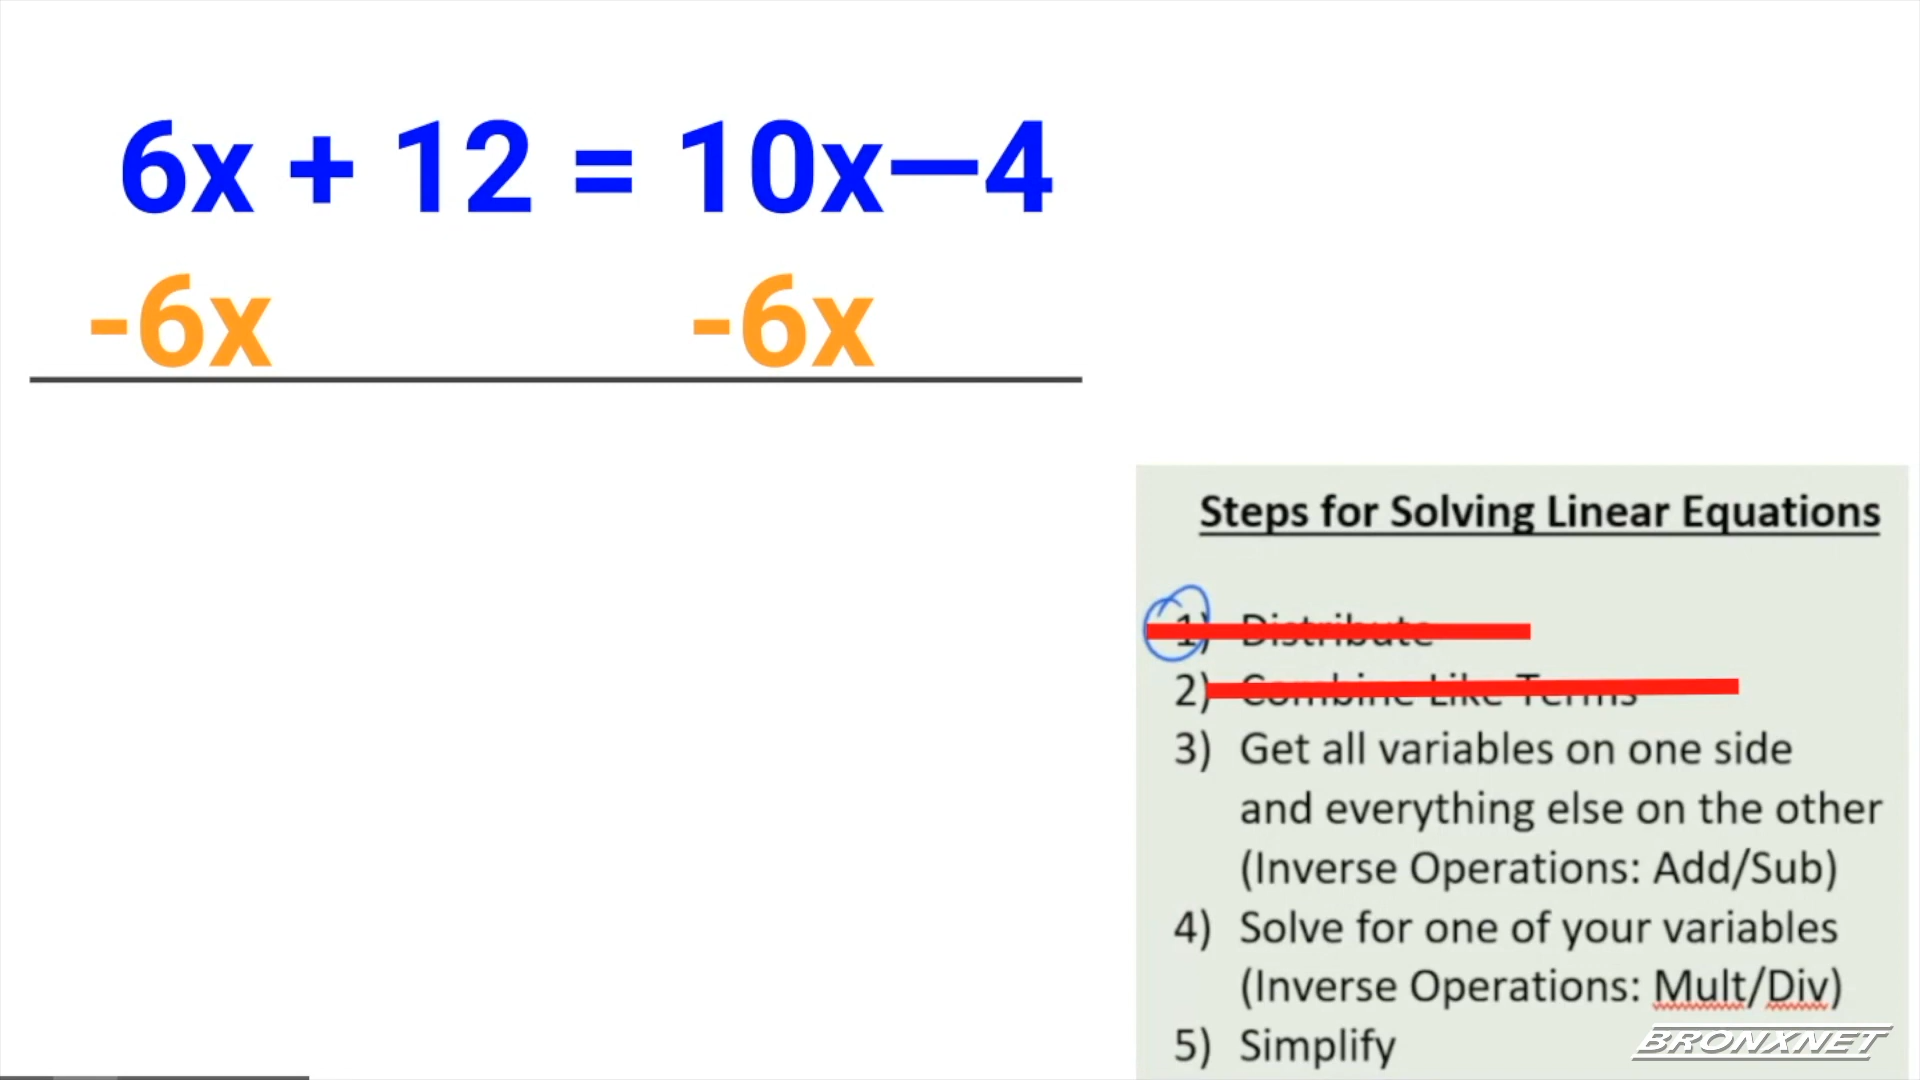 6x + 12 = 10x—4
-6x -6x
Steps for Solving Linear Equations
1) Distribute
2) Combine Like Terms
3) Get all variables on one side
and everything else on the other
(Inverse Operations: Add/Sub)
4) Solve for one of your variables
(Inverse Operations: Mult/Div)
5) Simplify
BRONXNET